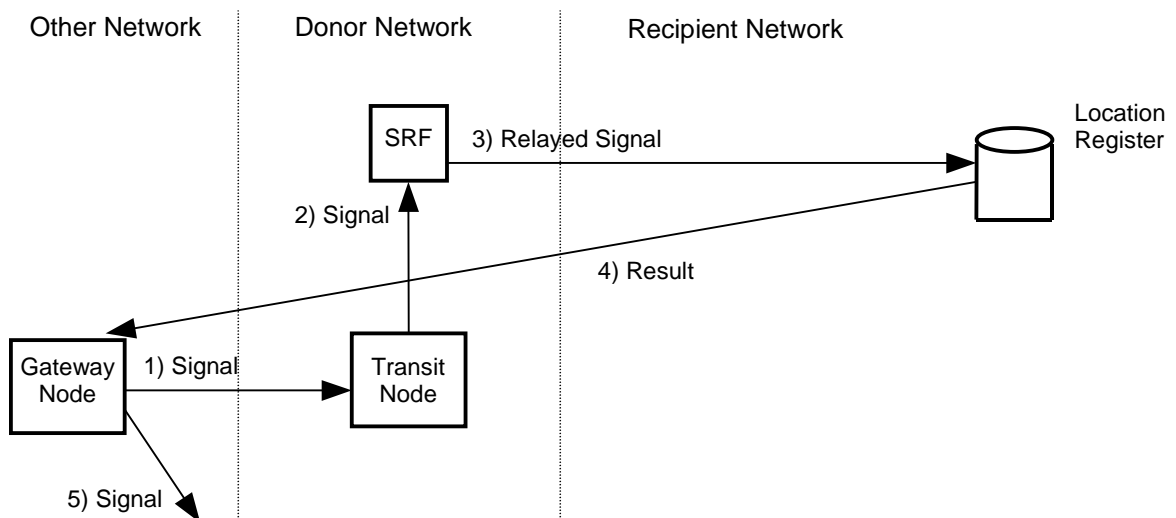 Other Network
Donor Network
Recipient Network
Location
Register
SRF
3) Relayed Signal
2) Signal
4) Result
Gateway
Node
1) Signal
Transit
Node
5) Signal